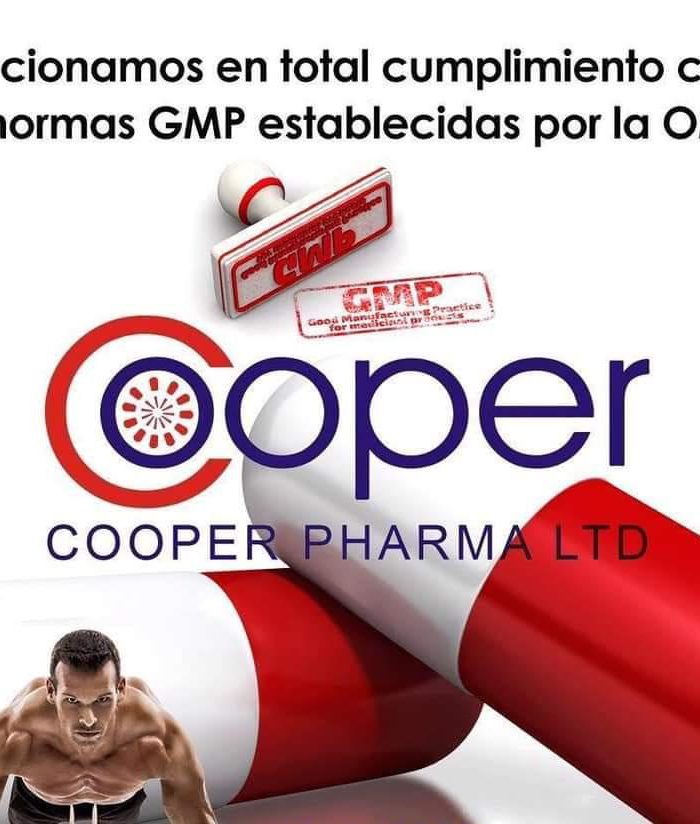 cionamos en total cumplimiento c
normas GMP establecidas por la O
GMP
GMP
Good Manufacturing Practice
for medicinal products
Cooper
COOPER PHARMA LTD